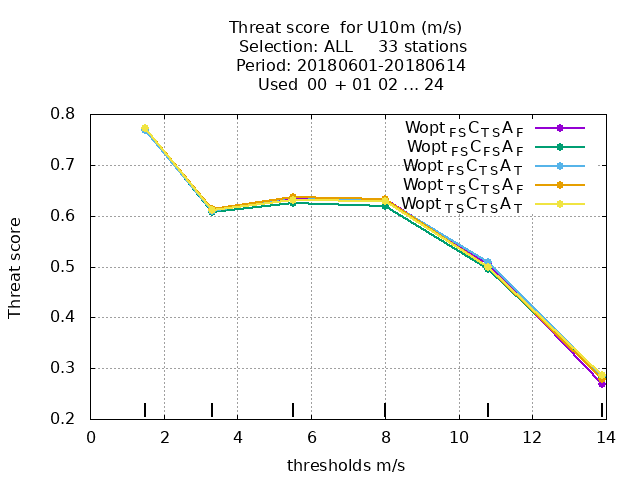 Threat score for U10m (m/s)
Selection: ALL 33 stations
Period: 20180601-20180614
Used 00 + 01 02 ... 24
0.8
0.7
0.6
0.5
0.4
0.3
0.2
Threat score
Wopt FS C TS A F
Wopt FS C FS A F
Wopt FS C TS A T
Wopt TS C TS A F
Wopt TS C TS A T
0 2 4 6 8 10 12 14
thresholds m/s